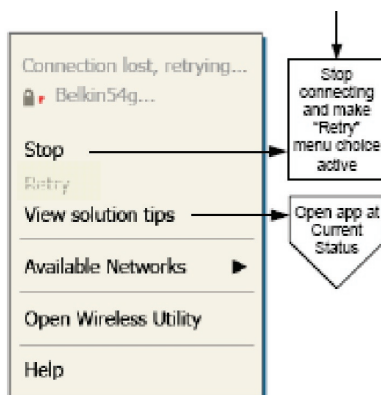 Connection lost, retrying...
Belkin54g...
Stop
Retry
View solution tips
Available Networks
Open Wireless Utility
Help
Stop
connecting
and make
"Retry"
menu choice
active
Open app at
Current
Status